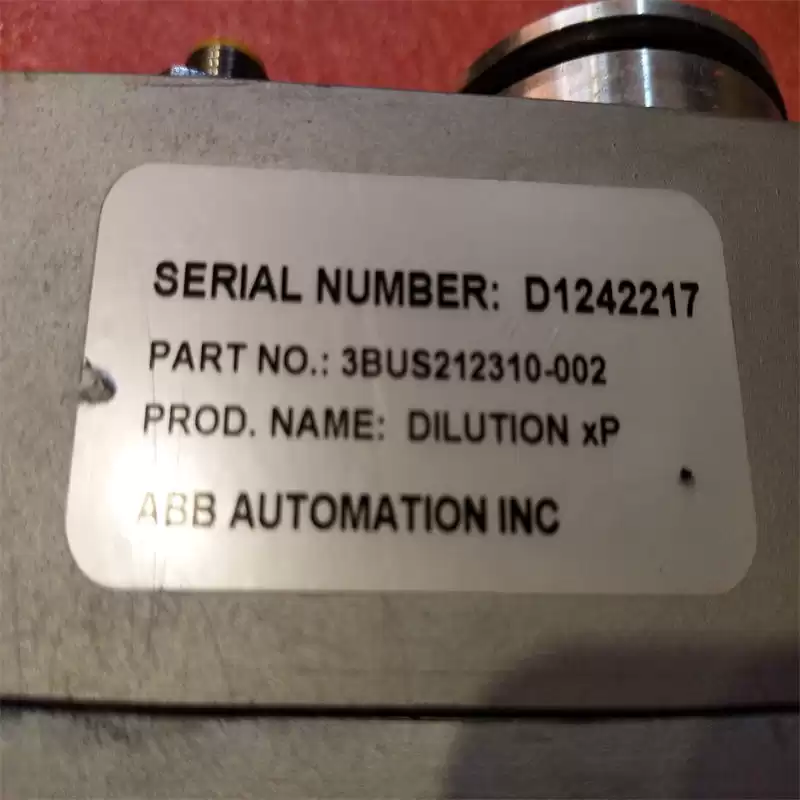 SERIAL NUMBER: D1242217
PART NO.: 3BUS212310-002
PROD. NAME: DILUTION xP
ABB AUTOMATION INC